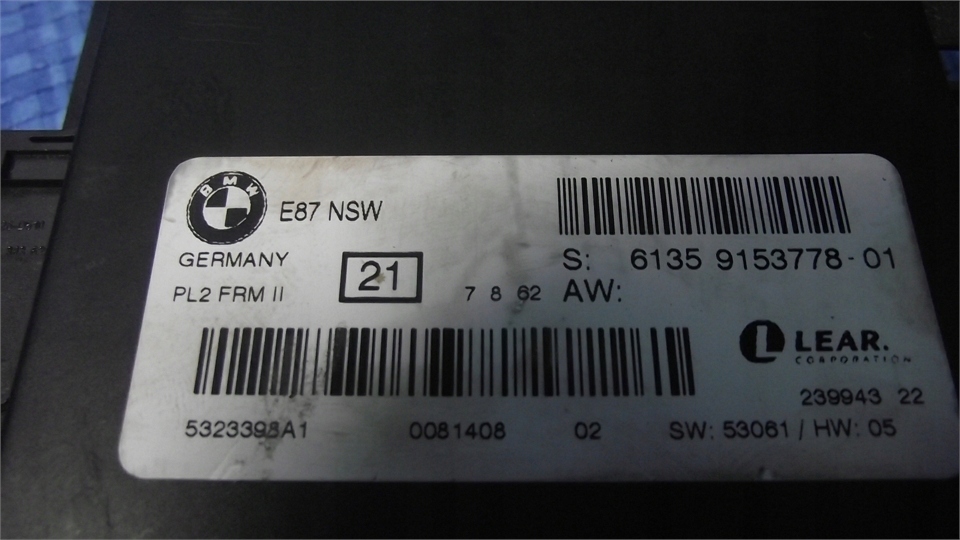 BMW
E87 NSW
GERMANY
S: 6135 9153778-01
PL2 FRM II
21
7 8 62
AW:
LEAR.
CORPORATION
239943 22
5323398A1 0081408 02 SW: 53061 / HW: 05